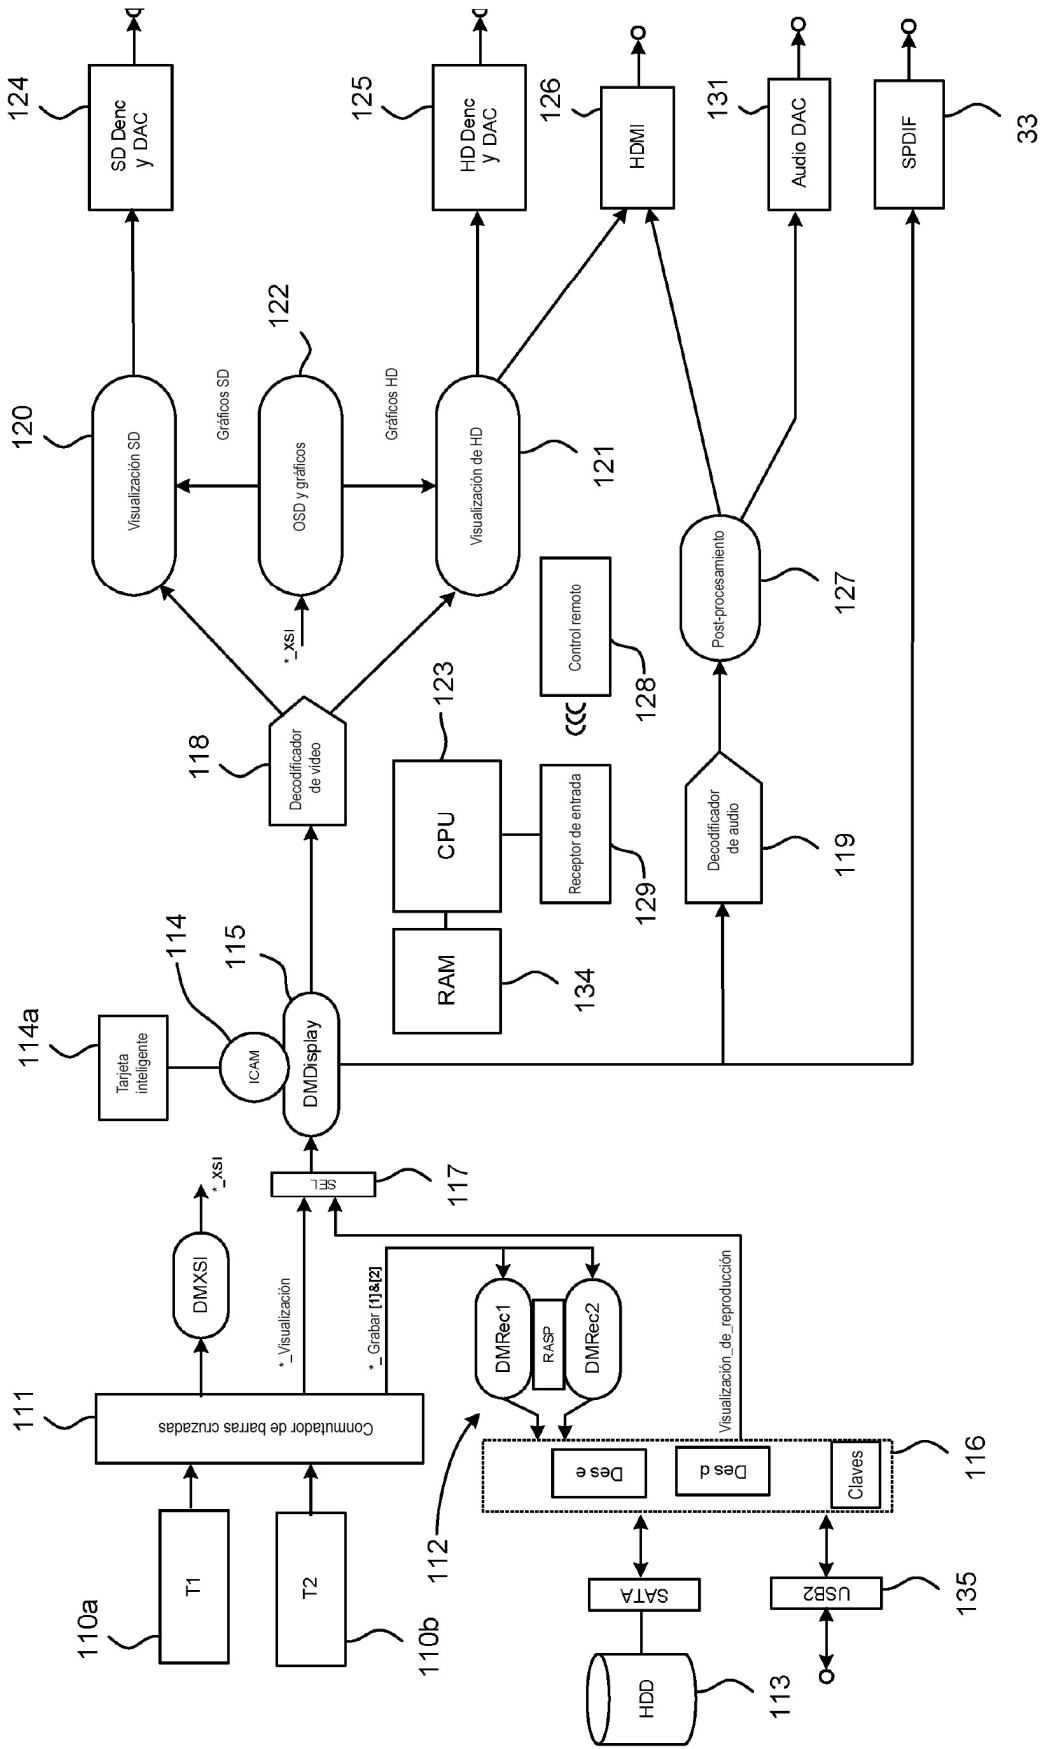 110a
T1
110b
T2
111
Conmutador de barras cruzadas
DMXSI
*_XSI
*_Visualización
*_Grabar [1]&[2]
114a
Tarjeta
inteligente
114
ICAM
115
DMDisplay
SEL
117
118
Decodificador
de vídeo
120
Visualización SD
Gráficos SD
122
OSD y gráficos
*_XSI
Gráficos HD
Visualización de HD
121
124
SD Denc
y DAC
125
HD Denc
y DAC
126
HDMI
131
Audio DAC
SPDIF
33
123
CPU
RAM
134
Receptor de entrada
129
Control remoto
128
Decodificador
de audio
119
Post-procesamiento
127
112
DMRec1
RASP
DMRec2
Visualización_de_reproducción
Des e
Des d
Claves
116
SATA
HDD
113
USB2
135